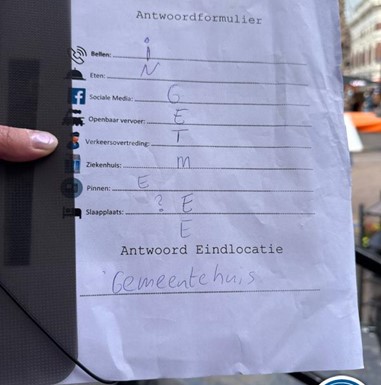 Antwoordformulier
Bellen: i
Eten: N
Sociale Media: G
Openbaar vervoer: E
Verkeersovertreding: T
Ziekenhuis: m
Pinnen: E
Slaapplaats: ? E
E
Antwoord Eindlocatie
Gemeentehuis